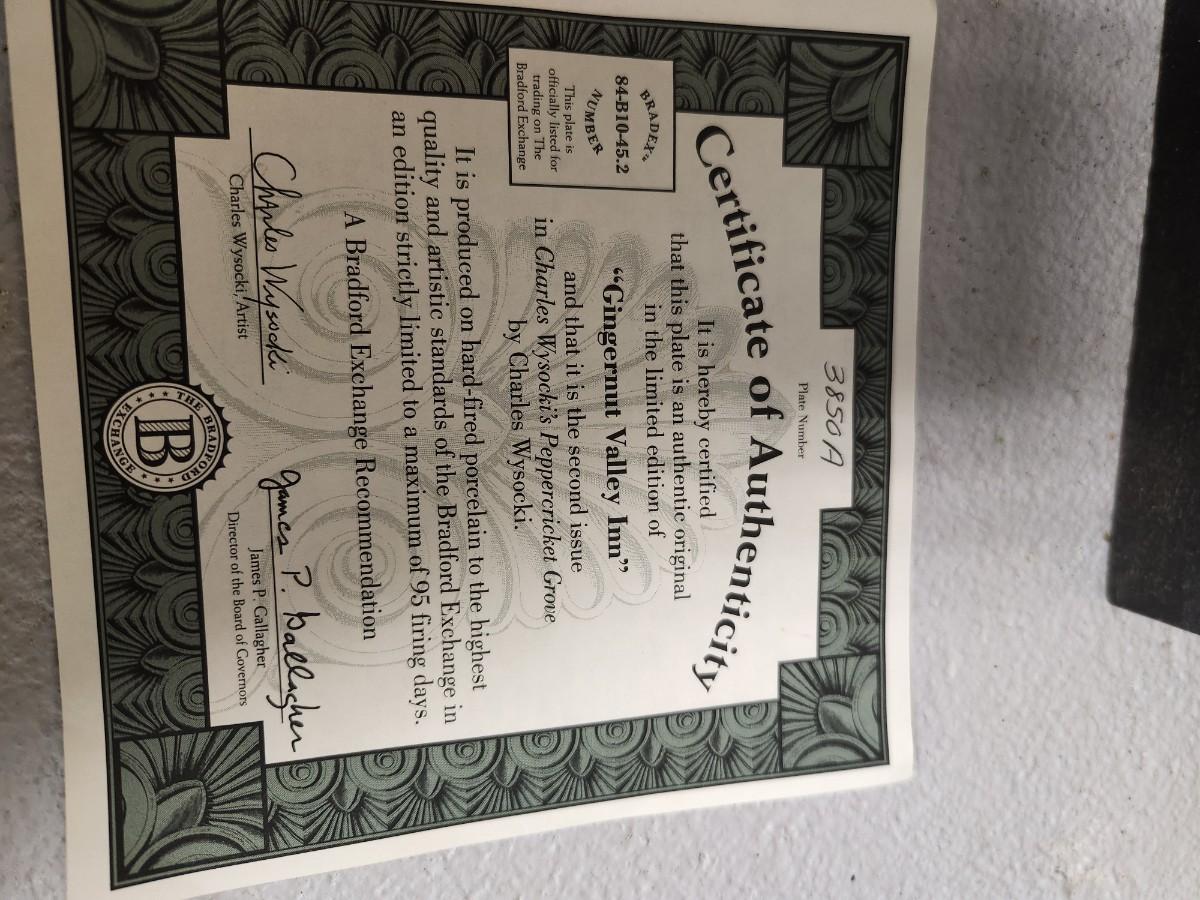 3850A
Plate Number
Certificate of Authenticity
BRADEX®
84-B10-45.2
NUMBER
This plate is
officially listed for
trading on The
Bradford Exchange
It is hereby certified
that this plate is an authentic original
in the limited edition of
“Gingernut Valley Inn”
and that it is the second issue
in Charles Wysocki's Peppercricket Grove
by Charles Wysocki.
It is produced on hard-fired porcelain to the highest
quality and artistic standards of the Bradford Exchange in
an edition strictly limited to a maximum of 95 firing days.
A Bradford Exchange Recommendation
Charles Wysocki
Charles Wysocki, Artist
THE BRADFORD
B
EXCHANGE
James P. Gallagher
James P. Gallagher
Director of the Board of Governors